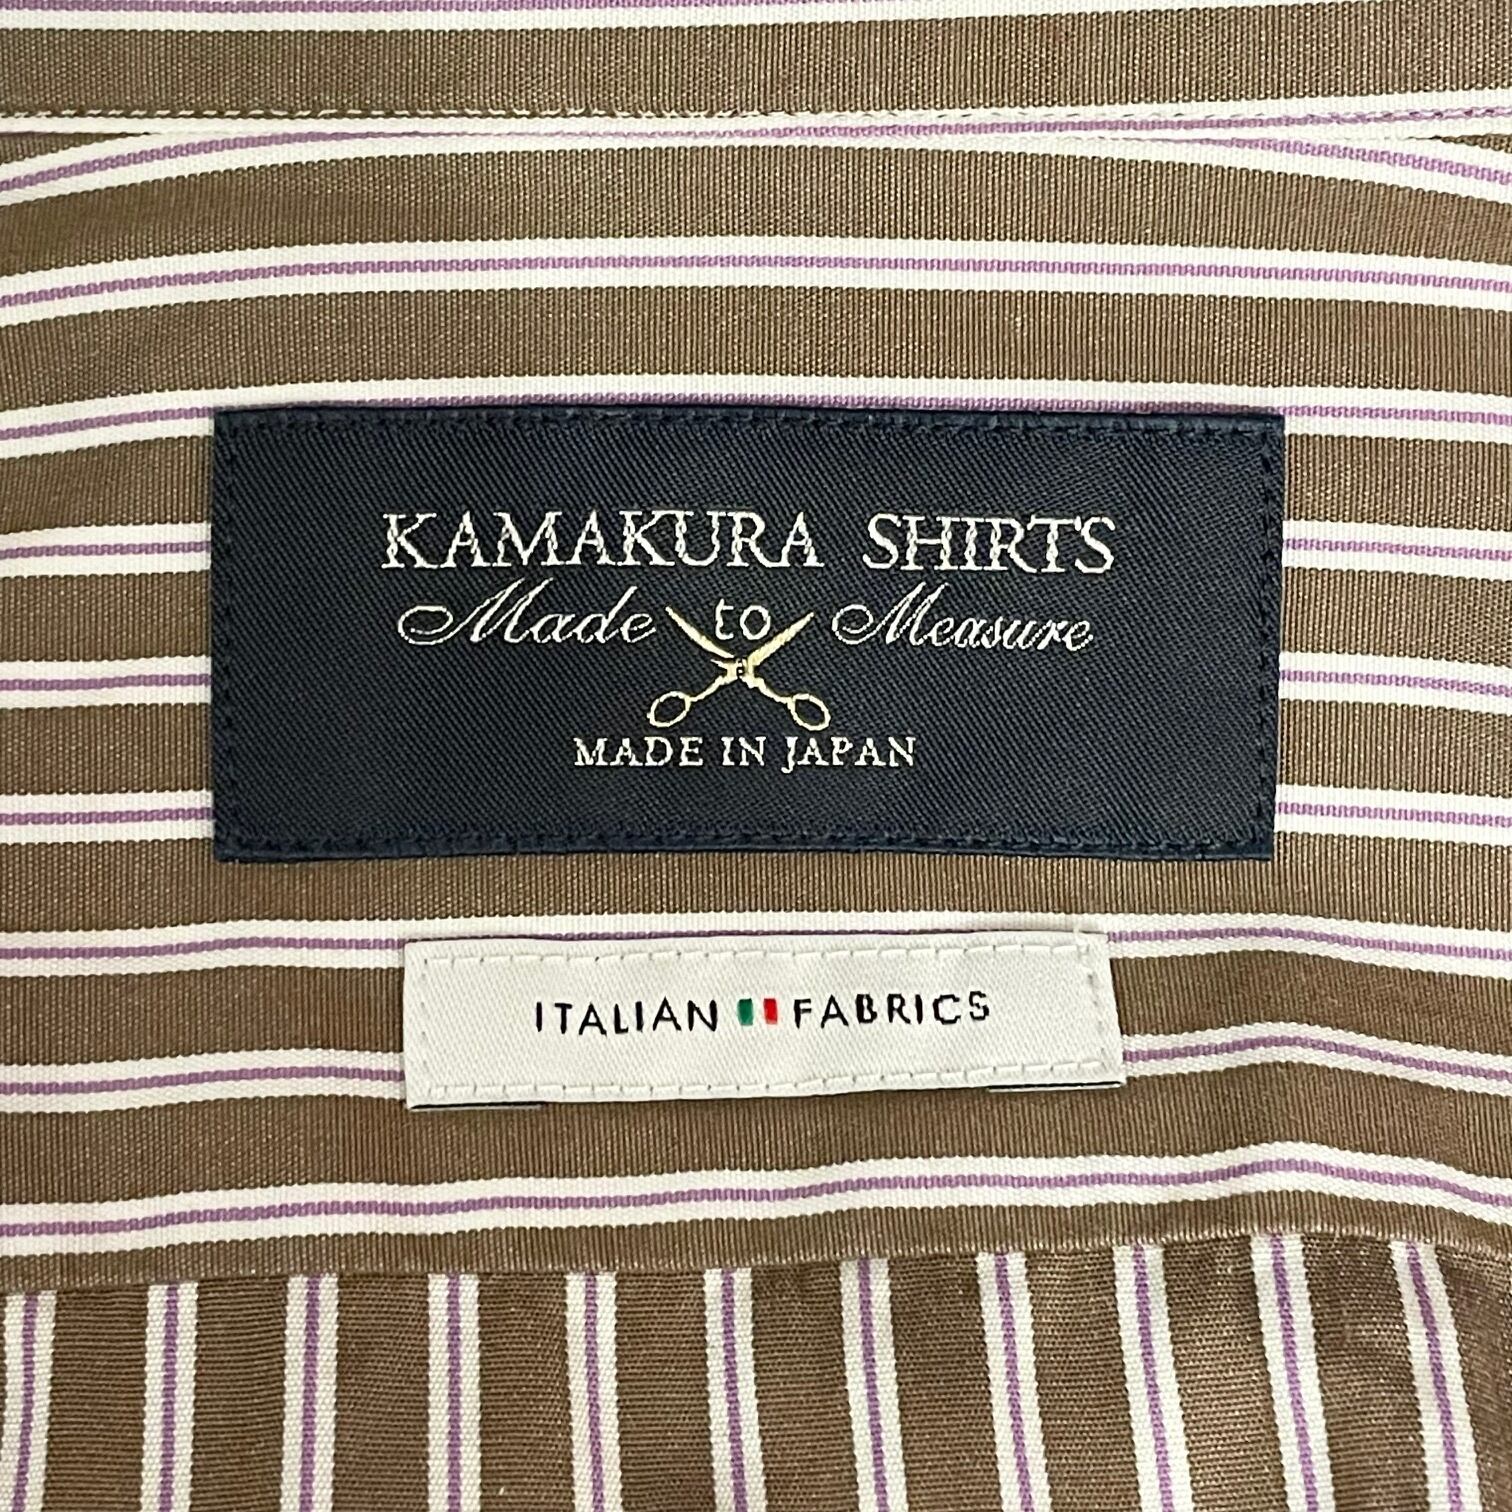 KAMAKURA SHIRTS
Made to Measure
MADE IN JAPAN
ITALIAN FABRICS